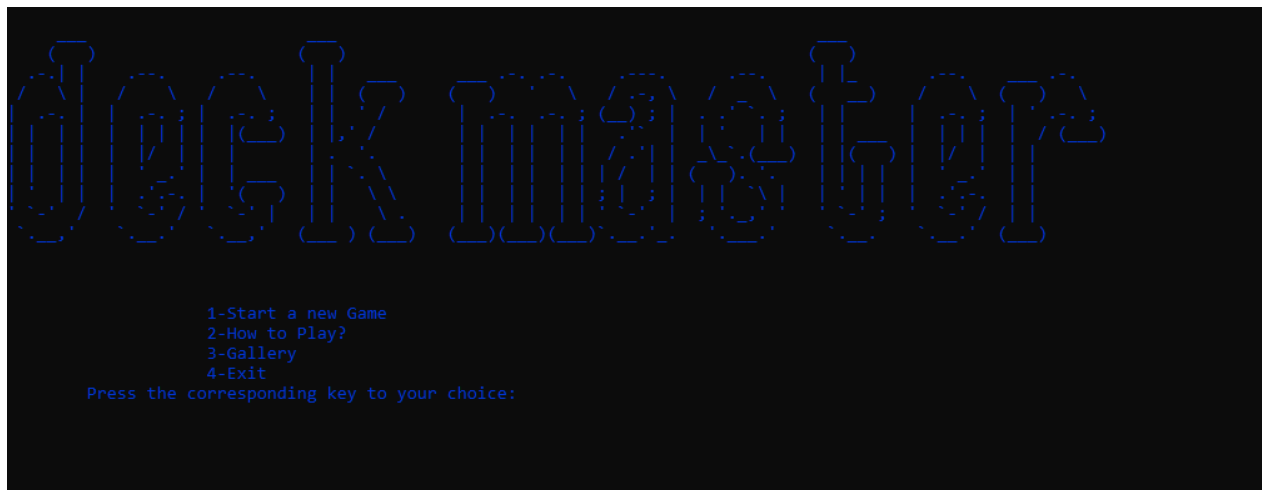 deck master
1-Start a new Game
2-How to Play?
3-Gallery
4-Exit
Press the corresponding key to your choice: